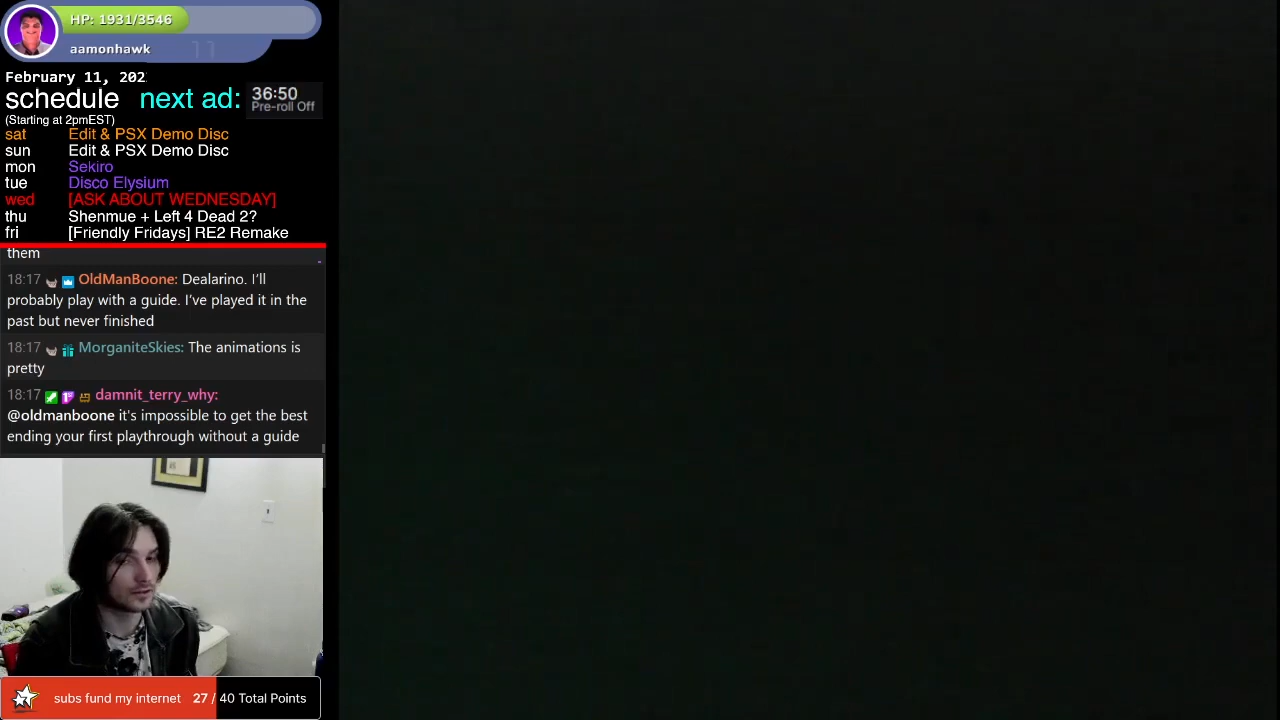 HP: 1931/3546
aamonhawk
11
February 11, 202
schedule next ad: 36:50
Pre-roll Off
(Starting at 2pmEST)
sat Edit & PSX Demo Disc
sun Edit & PSX Demo Disc
mon Sekiro
tue Disco Elysium
wed [ASK ABOUT WEDNESDAY]
thu Shenmue + Left 4 Dead 2?
fri [Friendly Fridays] RE2 Remake
them
18:17 OldManBoone: Dealarino. I'll
probably play with a guide. I've played it in the
past but never finished
18:17 MorganiteSkies: The animations is
pretty
18:17 damnit_terry_why:
@oldmanboone it's impossible to get the best
ending your first playthrough without a guide
subs fund my internet 27 / 40 Total Points